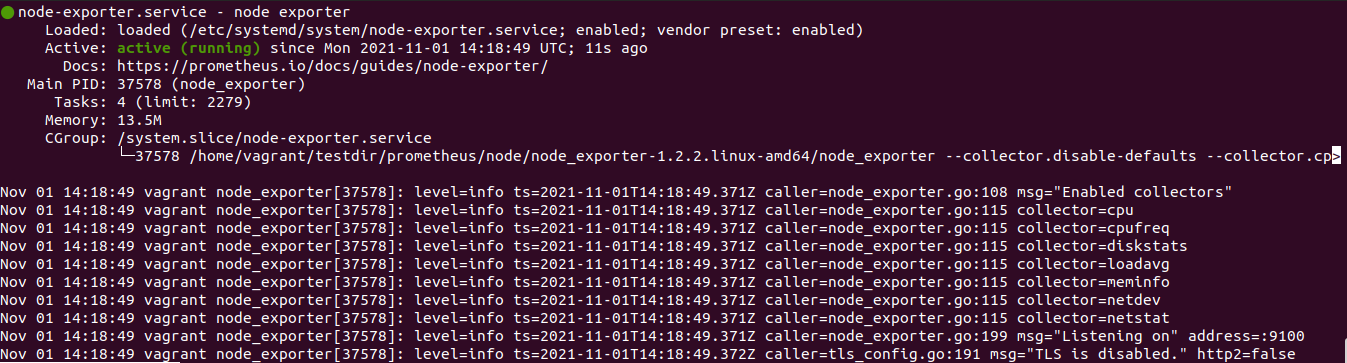 ● node-exporter.service - node exporter
Loaded: loaded (/etc/systemd/system/node-exporter.service; enabled; vendor preset: enabled)
Active: active (running) since Mon 2021-11-01 14:18:49 UTC; 11s ago
Docs: https://prometheus.io/docs/guides/node-exporter/
Main PID: 37578 (node_exporter)
Tasks: 4 (limit: 2279)
Memory: 13.5M
CGroup: /system.slice/node-exporter.service
└─37578 /home/vagrant/testdir/prometheus/node/node_exporter-1.2.2.linux-amd64/node_exporter --collector.disable-defaults --collector.cp>
Nov 01 14:18:49 vagrant node_exporter[37578]: level=info ts=2021-11-01T14:18:49.371Z caller=node_exporter.go:108 msg="Enabled collectors"
Nov 01 14:18:49 vagrant node_exporter[37578]: level=info ts=2021-11-01T14:18:49.371Z caller=node_exporter.go:115 collector=cpu
Nov 01 14:18:49 vagrant node_exporter[37578]: level=info ts=2021-11-01T14:18:49.371Z caller=node_exporter.go:115 collector=cpufreq
Nov 01 14:18:49 vagrant node_exporter[37578]: level=info ts=2021-11-01T14:18:49.371Z caller=node_exporter.go:115 collector=diskstats
Nov 01 14:18:49 vagrant node_exporter[37578]: level=info ts=2021-11-01T14:18:49.371Z caller=node_exporter.go:115 collector=loadavg
Nov 01 14:18:49 vagrant node_exporter[37578]: level=info ts=2021-11-01T14:18:49.371Z caller=node_exporter.go:115 collector=meminfo
Nov 01 14:18:49 vagrant node_exporter[37578]: level=info ts=2021-11-01T14:18:49.371Z caller=node_exporter.go:115 collector=netdev
Nov 01 14:18:49 vagrant node_exporter[37578]: level=info ts=2021-11-01T14:18:49.371Z caller=node_exporter.go:115 collector=netstat
Nov 01 14:18:49 vagrant node_exporter[37578]: level=info ts=2021-11-01T14:18:49.371Z caller=node_exporter.go:199 msg="Listening on" address=:9100
Nov 01 14:18:49 vagrant node_exporter[37578]: level=info ts=2021-11-01T14:18:49.372Z caller=tls_config.go:191 msg="TLS is disabled." http2=false